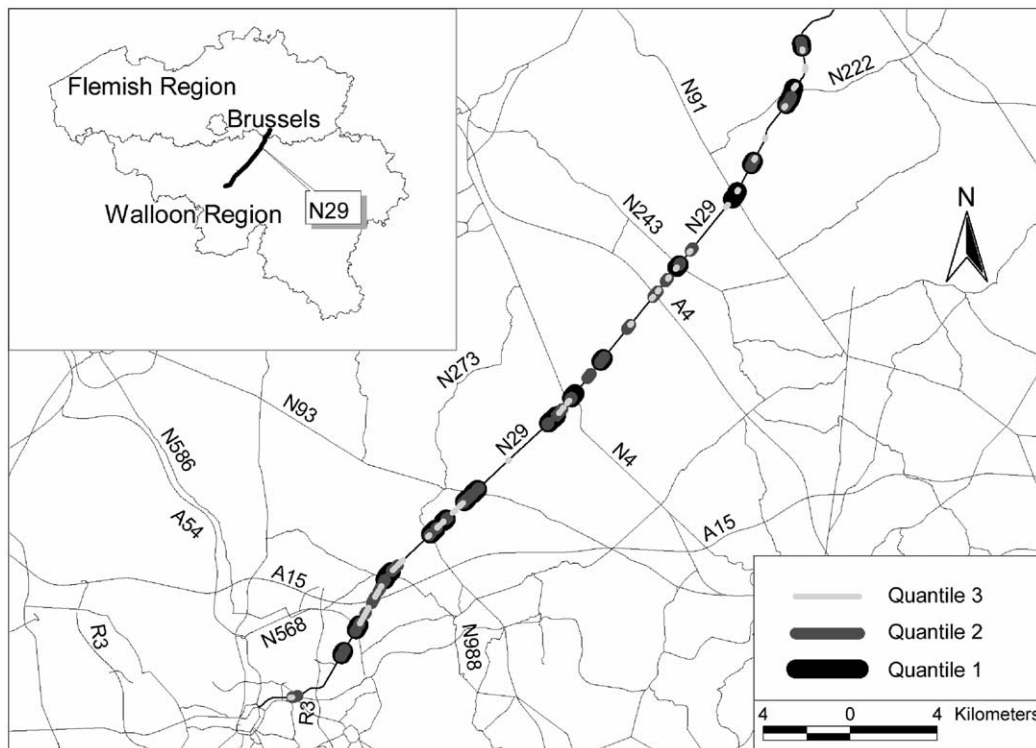 Flemish Region
Brussels
Walloon Region
N29
N222
N91
N243
N29
N
A4
N273
N93
N29
N586
N4
A54
A15
A15
N568
R3
N988
R3
Quantile 3
Quantile 2
Quantile 1
4 0 4 Kilometers